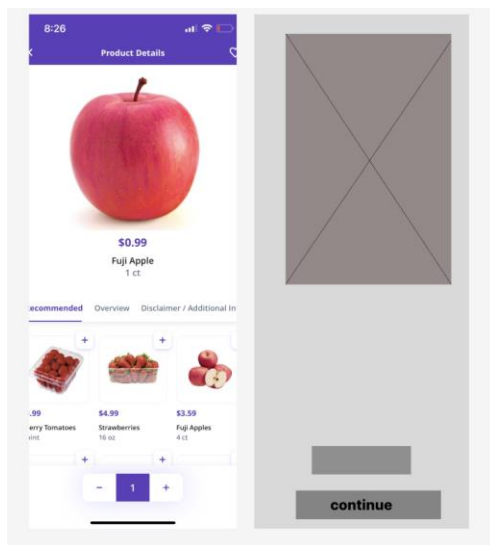 8:26
Product Details
$0.99
Fuji Apple
1 ct
ecommended Overview Disclaimer / Additional In
+ +
.99 $4.99 $3.59
erry Tomatoes Strawberries Fuji Apples
16 oz 4 ct
+ +
− 1 +
continue